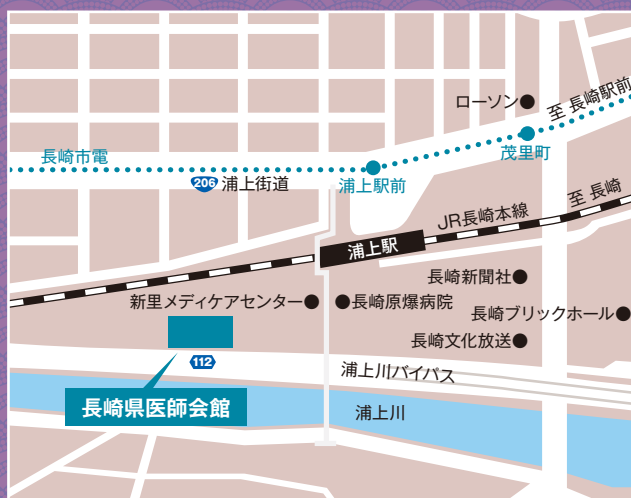 ローソン
至 長崎駅前
長崎市電
茂里町
206 浦上街道
浦上駅前
至 長崎
JR長崎本線
浦上駅
長崎新聞社
新里メディケアセンター
長崎原爆病院
長崎ブリックホール
長崎文化放送
112
浦上川バイパス
長崎県医師会館
浦上川